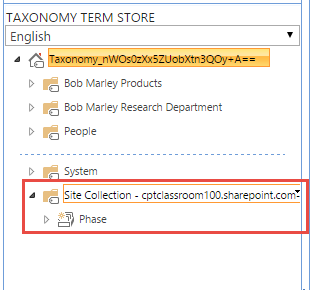 TAXONOMY TERM STORE
English
Taxonomy_nWOs0zXx5ZUobXtn3QOy+A==
Bob Marley Products
Bob Marley Research Department
People
System
Site Collection - cptclassroom100.sharepoint.com
Phase